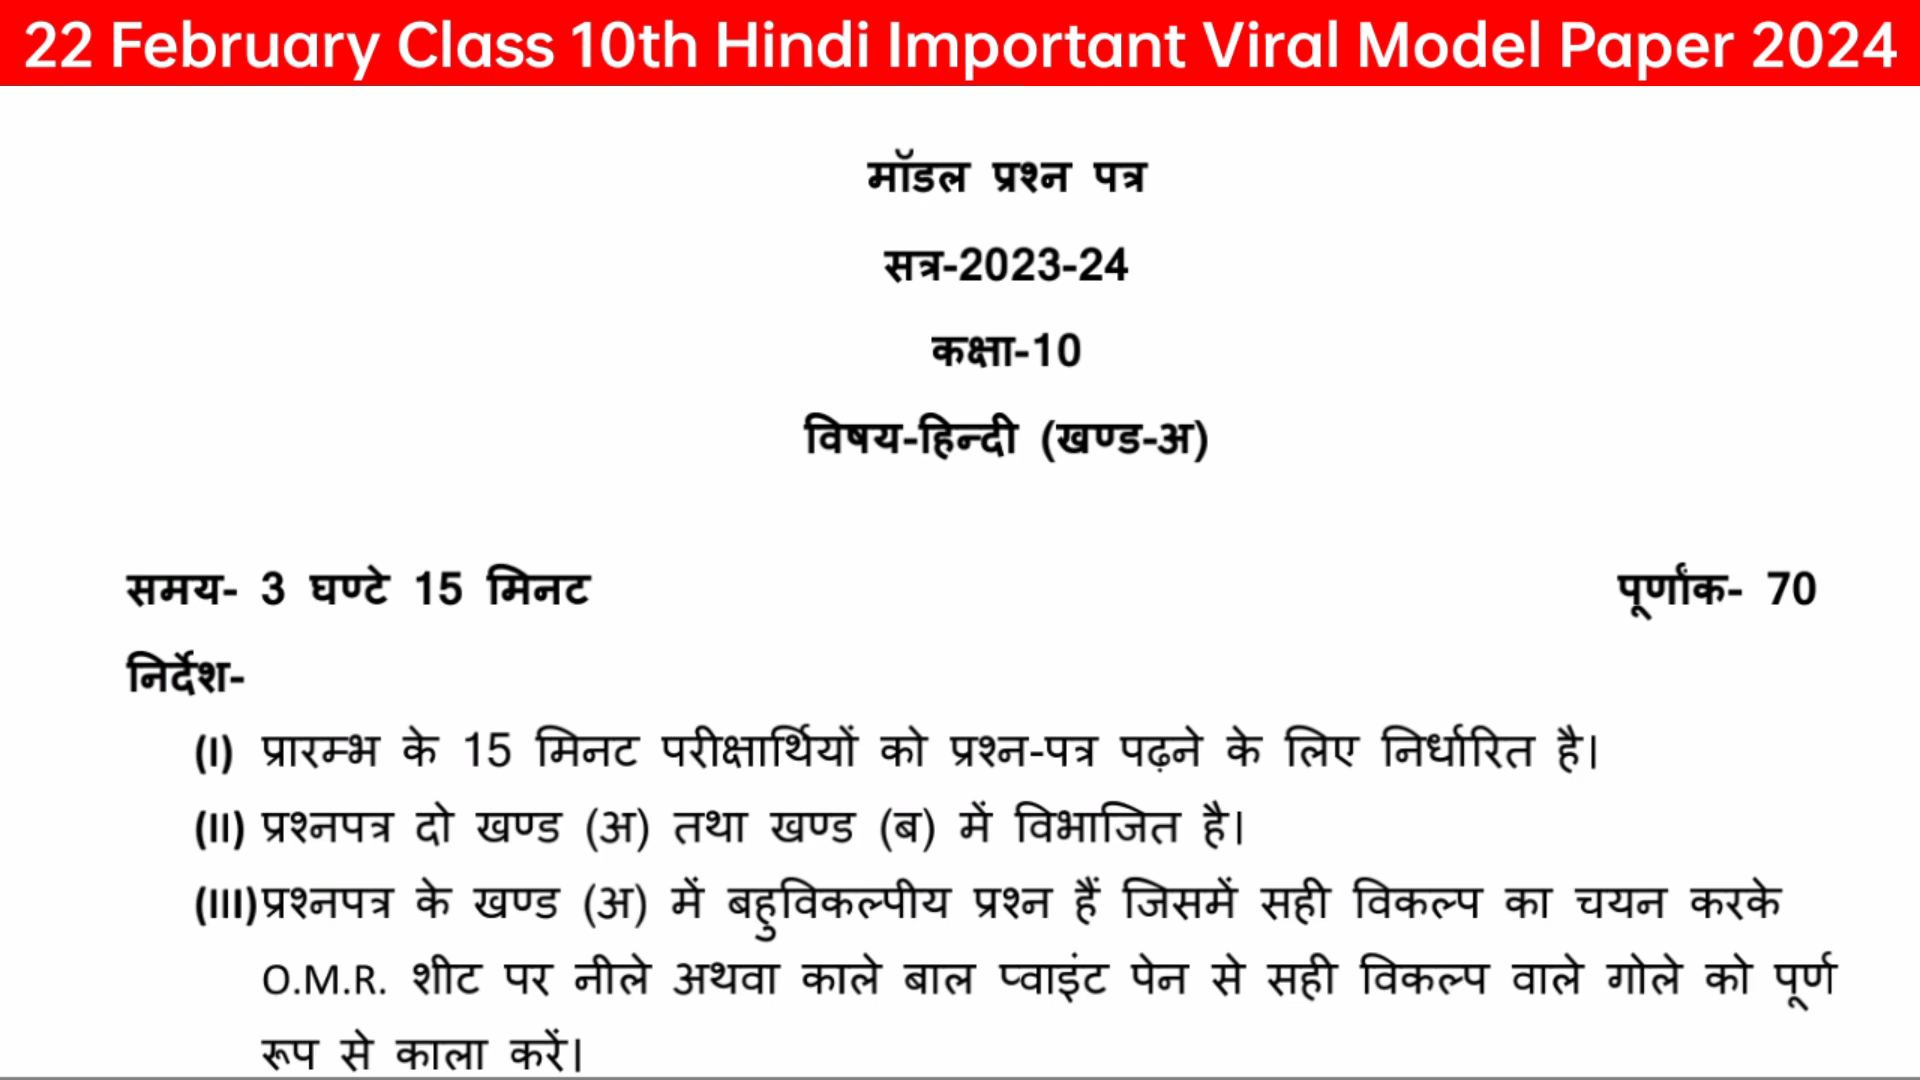 22 February Class 10th Hindi Important Viral Model Paper 2024
मॉडल प्रश्न पत्र
सत्र-2023-24
कक्षा-10
विषय-हिन्दी (खण्ड-अ)
समय- 3 घण्टे 15 मिनट पूर्णांक- 70
निर्देश-
(I) प्रारम्भ के 15 मिनट परीक्षार्थियों को प्रश्न-पत्र पढ़ने के लिए निर्धारित है।
(II) प्रश्नपत्र दो खण्ड (अ) तथा खण्ड (ब) में विभाजित है।
(III) प्रश्नपत्र के खण्ड (अ) में बहुविकल्पीय प्रश्न हैं जिसमें सही विकल्प का चयन करके
O.M.R. शीट पर नीले अथवा काले बाल प्वाइंट पेन से सही विकल्प वाले गोले को पूर्ण
रूप से काला करें।